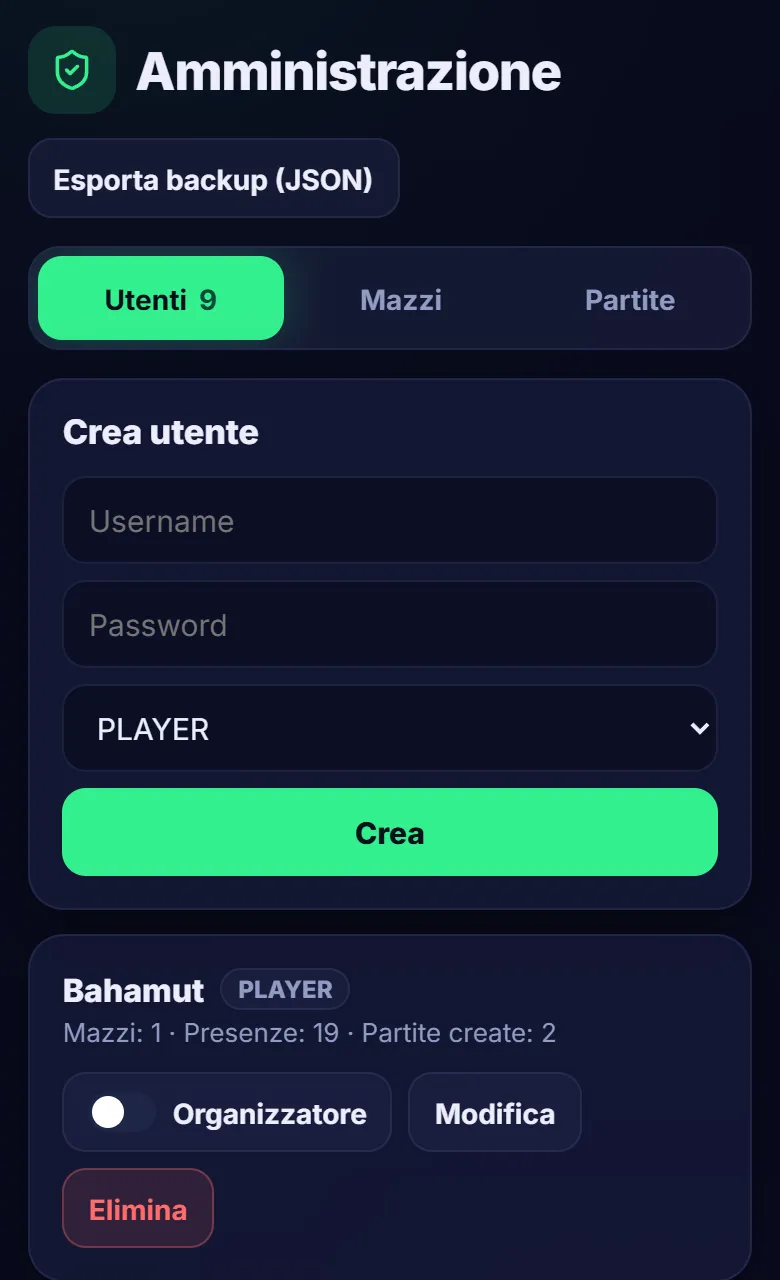 Amministrazione
Esporta backup (JSON)
Utenti 9 Mazzi Partite
Crea utente
Username
Password
PLAYER
Crea
Bahamut PLAYER
Mazzi: 1 · Presenze: 19 · Partite create: 2
Organizzatore Modifica
Elimina